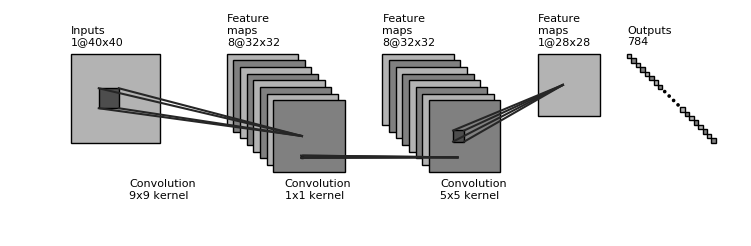 Inputs
1@40x40
Feature
maps
8@32x32
Feature
maps
8@32x32
Feature
maps
1@28x28
Outputs
784
Convolution
9x9 kernel
Convolution
1x1 kernel
Convolution
5x5 kernel